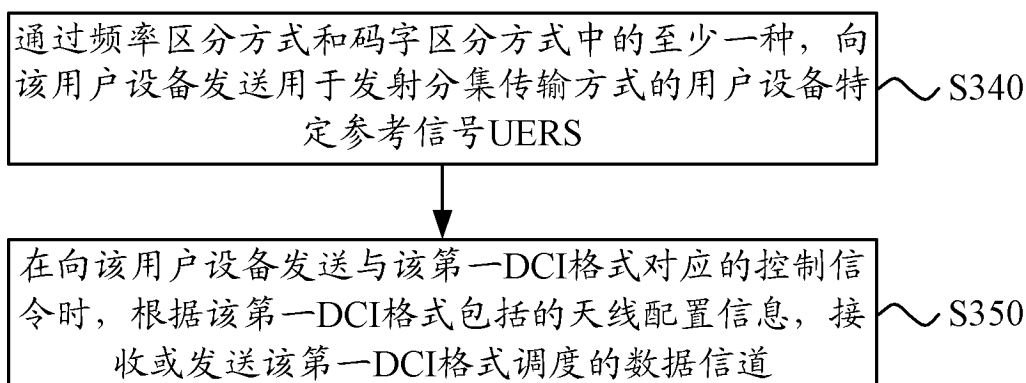 通过频率区分方式和码字区分方式中的至少一种，向
该用户设备发送用于发射分集传输方式的用户设备特
定参考信号UERS
S340
在向该用户设备发送与该第一DCI格式对应的控制信
令时，根据该第一DCI格式包括的天线配置信息，接
收或发送该第一DCI格式调度的数据信道
S350